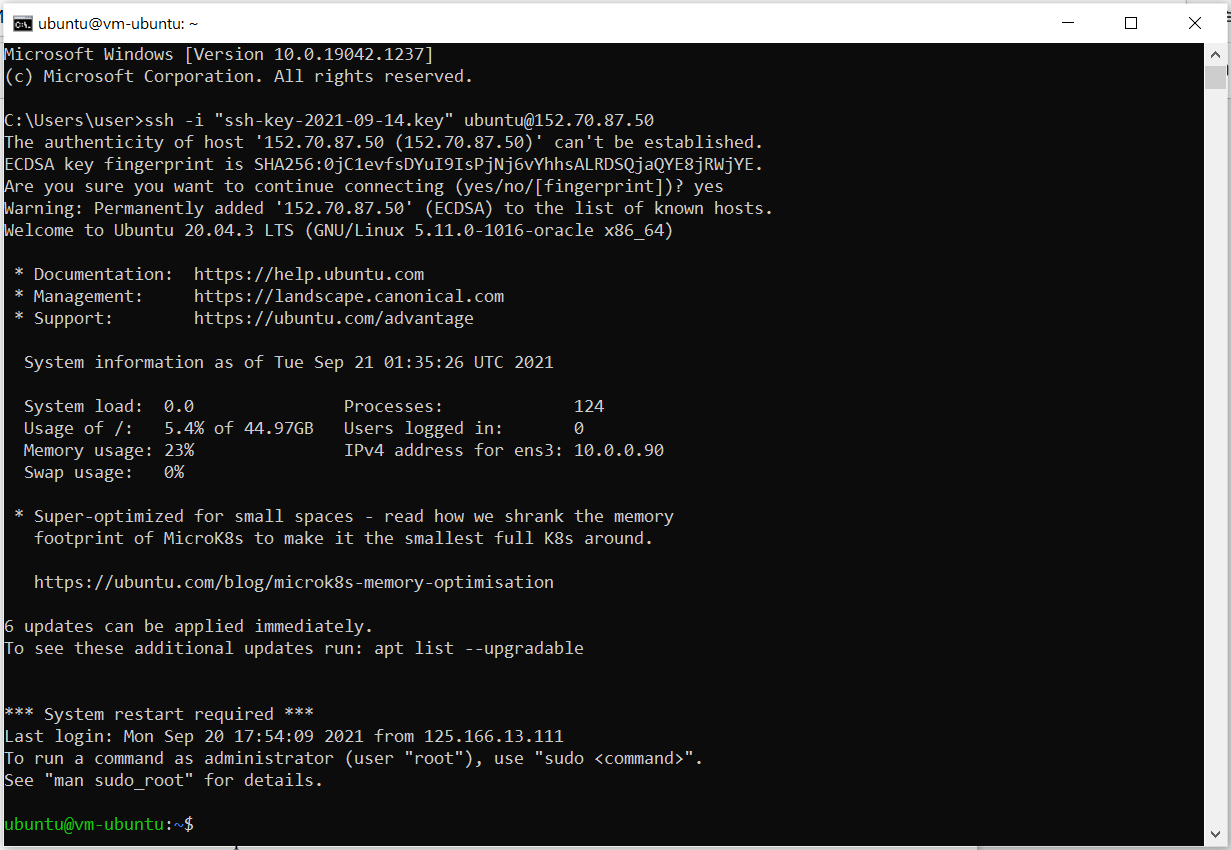 ubuntu@vm-ubuntu: ~
Microsoft Windows [Version 10.0.19042.1237]
(c) Microsoft Corporation. All rights reserved.
C:\Users\user>ssh -i "ssh-key-2021-09-14.key" ubuntu@152.70.87.50
The authenticity of host '152.70.87.50 (152.70.87.50)' can't be established.
ECDSA key fingerprint is SHA256:0jC1evfsDYuI9IsPjNj6vYhhsALRDSQjaQYE8jRWjYE.
Are you sure you want to continue connecting (yes/no/[fingerprint])? yes
Warning: Permanently added '152.70.87.50' (ECDSA) to the list of known hosts.
Welcome to Ubuntu 20.04.3 LTS (GNU/Linux 5.11.0-1016-oracle x86_64)
* Documentation:  https://help.ubuntu.com
* Management:     https://landscape.canonical.com
* Support:        https://ubuntu.com/advantage
System information as of Tue Sep 21 01:35:26 UTC 2021
System load:  0.0               Processes:             124
Usage of /:   5.4% of 44.97GB   Users logged in:       0
Memory usage: 23%               IPv4 address for ens3: 10.0.0.90
Swap usage:   0%
* Super-optimized for small spaces - read how we shrank the memory
footprint of MicroK8s to make it the smallest full K8s around.
https://ubuntu.com/blog/microk8s-memory-optimisation
6 updates can be applied immediately.
To see these additional updates run: apt list --upgradable
*** System restart required ***
Last login: Mon Sep 20 17:54:09 2021 from 125.166.13.111
To run a command as administrator (user "root"), use "sudo <command>".
See "man sudo_root" for details.
ubuntu@vm-ubuntu:~$